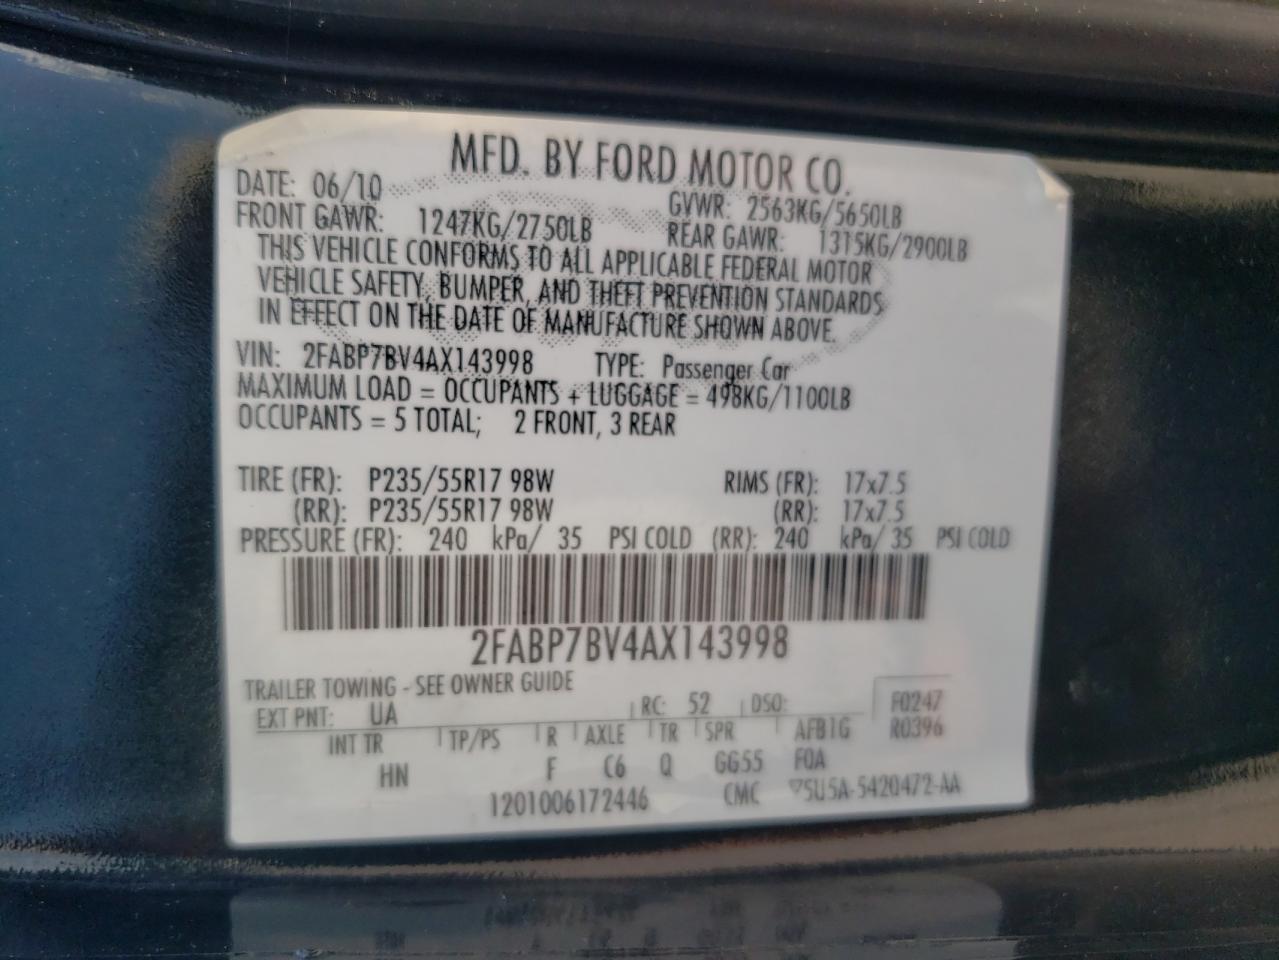 MFD. BY FORD MOTOR CO.
DATE: 06/10 GVWR: 2563KG/5650LB
FRONT GAWR: 1247KG/2750LB REAR GAWR: 1315KG/2900LB
THIS VEHICLE CONFORMS TO ALL APPLICABLE FEDERAL MOTOR
VEHICLE SAFETY, BUMPER, AND THEFT PREVENTION STANDARDS
IN EFFECT ON THE DATE OF MANUFACTURE SHOWN ABOVE.
VIN: 2FABP7BV4AX143998 TYPE: Passenger Car
MAXIMUM LOAD = OCCUPANTS + LUGGAGE = 498KG/1100LB
OCCUPANTS = 5 TOTAL; 2 FRONT, 3 REAR
TIRE (FR): P235/55R17 98W RIMS (FR): 17x7.5
(RR): P235/55R17 98W (RR): 17x7.5
PRESSURE (FR): 240 kPa/ 35 PSI COLD (RR): 240 kPa/ 35 PSI COLD
2FABP7BV4AX143998
TRAILER TOWING - SEE OWNER GUIDE
EXT PNT: UA RC: 52 DSO: F0247
INT TR TP/PS R AXLE TR SPR AFB1G R0396
HN F C6 Q GG55 FOA
1201006172446 CMC 5U5A-5420472-AA